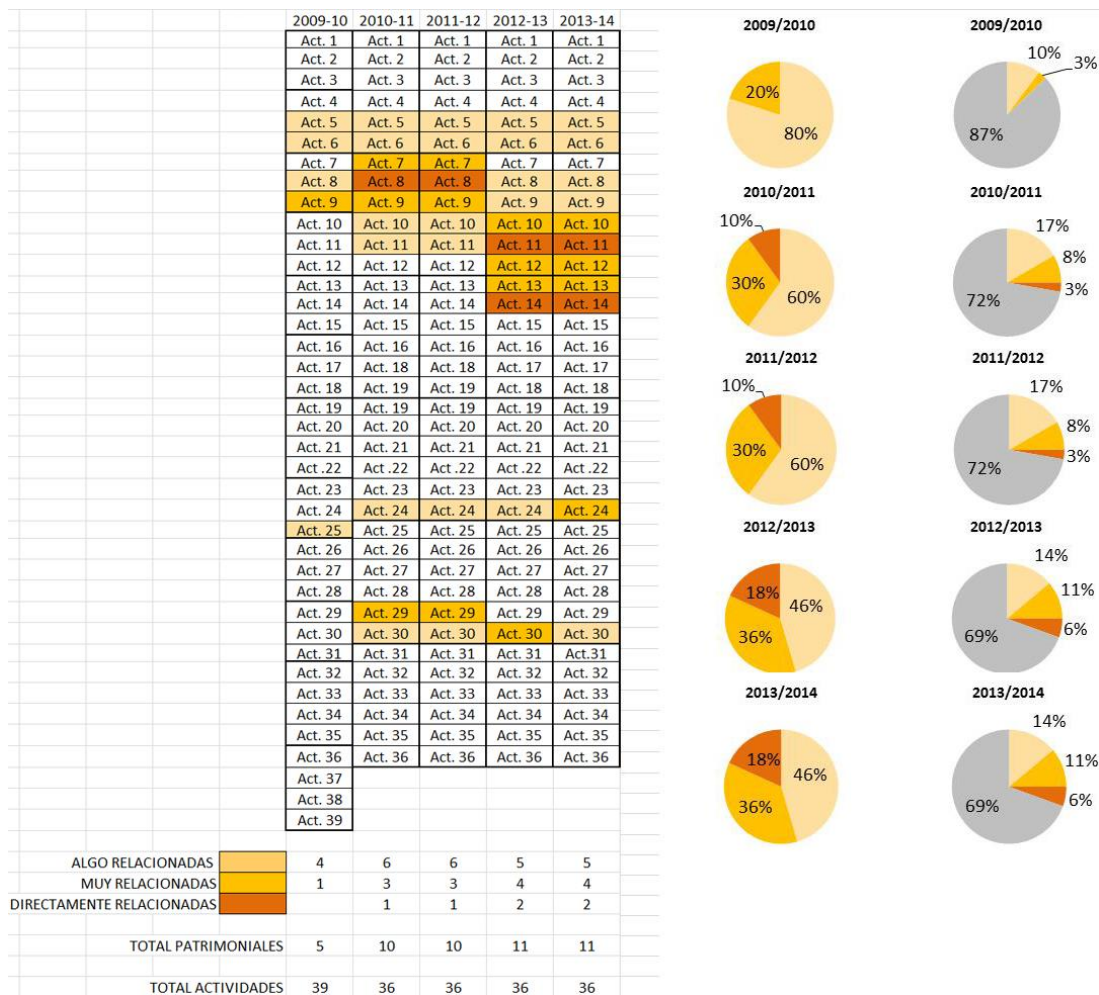 2009-10 2010-11 2011-12 2012-13 2013-14
Act. 1 Act. 1 Act. 1 Act. 1 Act. 1
Act. 2 Act. 2 Act. 2 Act. 2 Act. 2
Act. 3 Act. 3 Act. 3 Act. 3 Act. 3
Act. 4 Act. 4 Act. 4 Act. 4 Act. 4
Act. 5 Act. 5 Act. 5 Act. 5 Act. 5
Act. 6 Act. 6 Act. 6 Act. 6 Act. 6
Act. 7 Act. 7 Act. 7 Act. 7 Act. 7
Act. 8 Act. 8 Act. 8 Act. 8 Act. 8
Act. 9 Act. 9 Act. 9 Act. 9 Act. 9
Act. 10 Act. 10 Act. 10 Act. 10 Act. 10
Act. 11 Act. 11 Act. 11 Act. 11 Act. 11
Act. 12 Act. 12 Act. 12 Act. 12 Act. 12
Act. 13 Act. 13 Act. 13 Act. 13 Act. 13
Act. 14 Act. 14 Act. 14 Act. 14 Act. 14
Act. 15 Act. 15 Act. 15 Act. 15 Act. 15
Act. 16 Act. 16 Act. 16 Act. 16 Act. 16
Act. 17 Act. 18 Act. 18 Act. 17 Act. 17
Act. 18 Act. 19 Act. 19 Act. 18 Act. 18
Act. 19 Act. 19 Act. 19 Act. 19 Act. 19
Act. 20 Act. 20 Act. 20 Act. 20 Act. 20
Act. 21 Act. 21 Act. 21 Act. 21 Act. 21
Act. 22 Act. 22 Act. 22 Act. 22 Act. 22
Act. 23 Act. 23 Act. 23 Act. 23 Act. 23
Act. 24 Act. 24 Act. 24 Act. 24 Act. 24
Act. 25 Act. 25 Act. 25 Act. 25 Act. 25
Act. 26 Act. 26 Act. 26 Act. 26 Act. 26
Act. 27 Act. 27 Act. 27 Act. 27 Act. 27
Act. 28 Act. 28 Act. 28 Act. 28 Act. 28
Act. 29 Act. 29 Act. 29 Act. 29 Act. 29
Act. 30 Act. 30 Act. 30 Act. 30 Act. 30
Act. 31 Act. 31 Act. 31 Act. 31 Act.31
Act. 32 Act. 32 Act. 32 Act. 32 Act. 32
Act. 33 Act. 33 Act. 33 Act. 33 Act. 33
Act. 34 Act. 34 Act. 34 Act. 34 Act. 34
Act. 35 Act. 35 Act. 35 Act. 35 Act. 35
Act. 36 Act. 36 Act. 36 Act. 36 Act. 36
Act. 37
Act. 38
Act. 39
ALGO RELACIONADAS 4 6 6 5 5
MUY RELACIONADAS 1 3 3 4 4
DIRECTAMENTE RELACIONADAS 1 1 2 2
TOTAL PATRIMONIALES 5 10 10 11 11
TOTAL ACTIVIDADES 39 36 36 36 36
2009/2010
20%
80%
2009/2010
10%
3%
87%
2010/2011
10%
30%
60%
2010/2011
17%
8%
3%
72%
2011/2012
10%
30%
60%
2011/2012
17%
8%
3%
72%
2012/2013
18%
46%
36%
2012/2013
14%
11%
6%
69%
2013/2014
18%
46%
36%
2013/2014
14%
11%
6%
69%